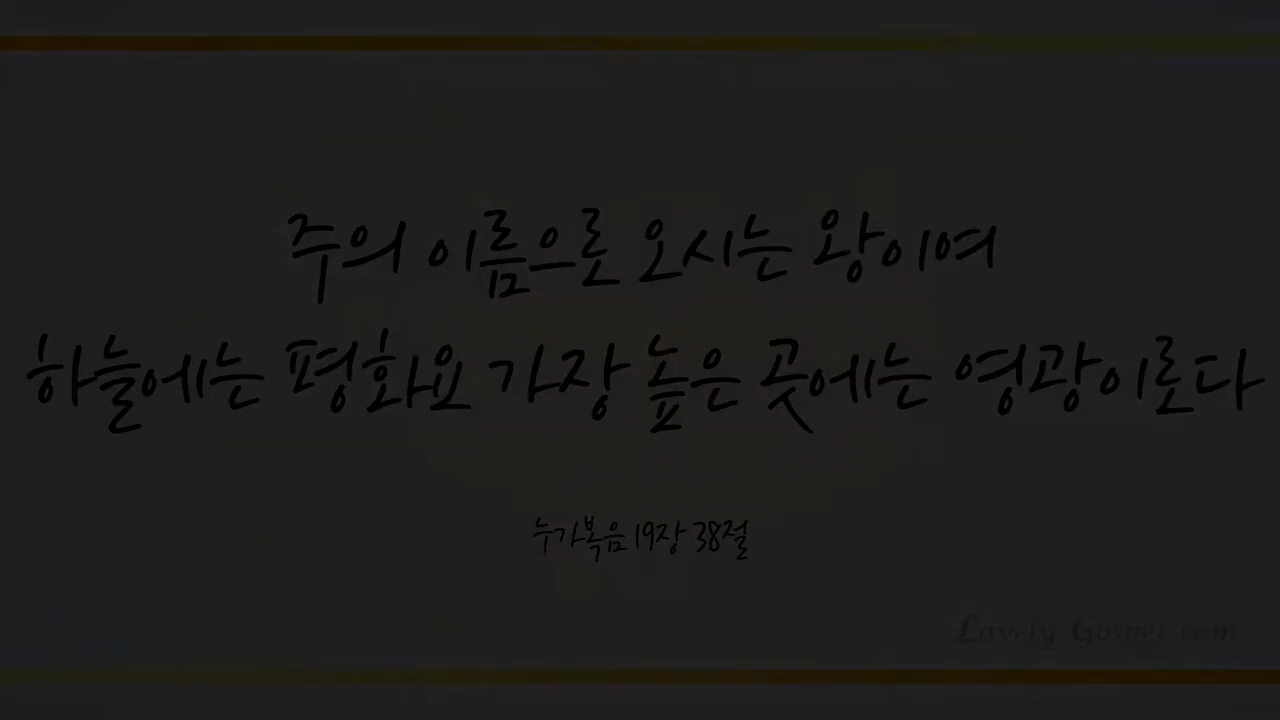 주의 이름으로 오시는 왕이여
하늘에는 평화요 가장 높은 곳에는 영광이로다
누가복음 19장 38절
Lovely Gospel.com